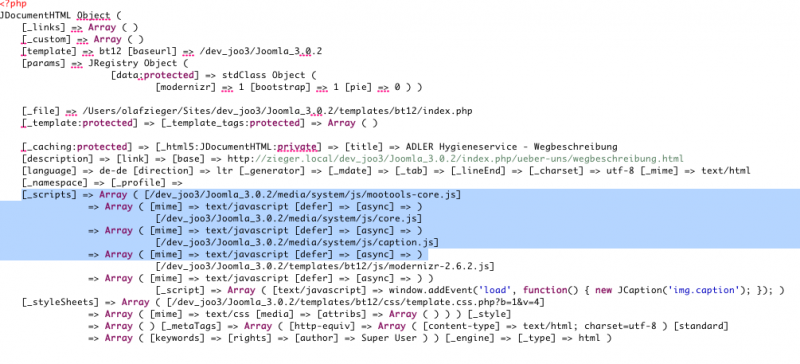 <?php
JDocumentHTML Object (
[_links] => Array ( )
[_custom] => Array ( )
[template] => bt12 [baseurl] => /dev_joo3/Joomla_3.0.2
[params] => JRegistry Object (
[data:protected] => stdClass Object (
[modernizr] => 1 [bootstrap] => 1 [pie] => 0 ) )
[_file] => /Users/olafzieger/Sites/dev_joo3/Joomla_3.0.2/templates/bt12/index.php
[_template:protected] => [_template_tags:protected] => Array ( )
[_caching:protected] => [_html5:JDocumentHTML:private] => [title] => ADLER Hygieneservice - Wegbeschreibung
[description] => [link] => [base] => http://zieger.local/dev_joo3/Joomla_3.0.2/index.php/ueber-uns/wegbeschreibung.html
[language] => de-de [direction] => ltr [_generator] => [_mdate] => [_tab] => [_lineEnd] => [_charset] => utf-8 [_mime] => text/html
[_namespace] => [_profile] =>
[_scripts] => Array ( [/dev_joo3/Joomla_3.0.2/media/system/js/mootools-core.js]
=> Array ( [mime] => text/javascript [defer] => [async] => )
[/dev_joo3/Joomla_3.0.2/media/system/js/core.js]
=> Array ( [mime] => text/javascript [defer] => [async] => )
[/dev_joo3/Joomla_3.0.2/media/system/js/caption.js]
=> Array ( [mime] => text/javascript [defer] => [async] => )
[/dev_joo3/Joomla_3.0.2/templates/bt12/js/modernizr-2.6.2.js]
=> Array ( [mime] => text/javascript [defer] => [async] => ) )
[_script] => Array ( [text/javascript] => window.addEvent('load', function() { new JCaption('img.caption'); }); )
[_styleSheets] => Array ( [/dev_joo3/Joomla_3.0.2/templates/bt12/css/template.css.php?b=1&v=4]
=> Array ( [mime] => text/css [media] => [attribs] => Array ( ) ) ) [_style]
=> Array ( ) [_metaTags] => Array ( [http-equiv] => Array ( [content-type] => text/html; charset=utf-8 ) [standard]
=> Array ( [keywords] => [rights] => [author] => Super User ) ) [_engine] => [_type] => html )